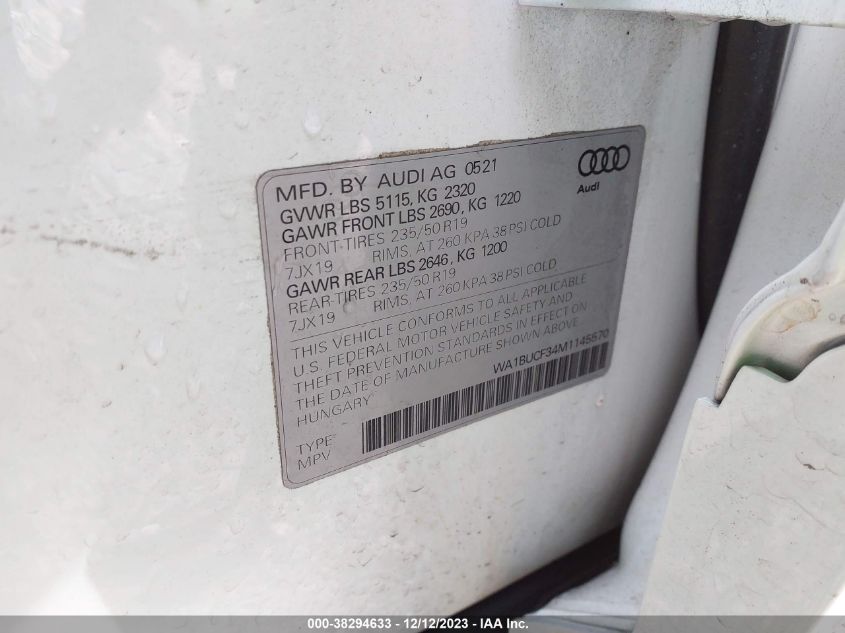 MFD. BY AUDI AG 0521
GVWR LBS 5115, KG 2320
GAWR FRONT LBS 2690, KG 1220
FRONT-TIRES 235/50 R19
7JX19 RIMS, AT 260 KPA 38 PSI COLD
GAWR REAR LBS 2646, KG 1200
REAR-TIRES 235/50 R19
7JX19 RIMS, AT 260 KPA 38 PSI COLD
THIS VEHICLE CONFORMS TO ALL APPLICABLE
U.S. FEDERAL MOTOR VEHICLE SAFETY AND
THEFT PREVENTION STANDARDS IN EFFECT ON
THE DATE OF MANUFACTURE SHOWN ABOVE.
HUNGARY WA1BUCF34M1145570
TYPE
MPV
Audi
000-38294633 - 12/12/2023 - IAA Inc.